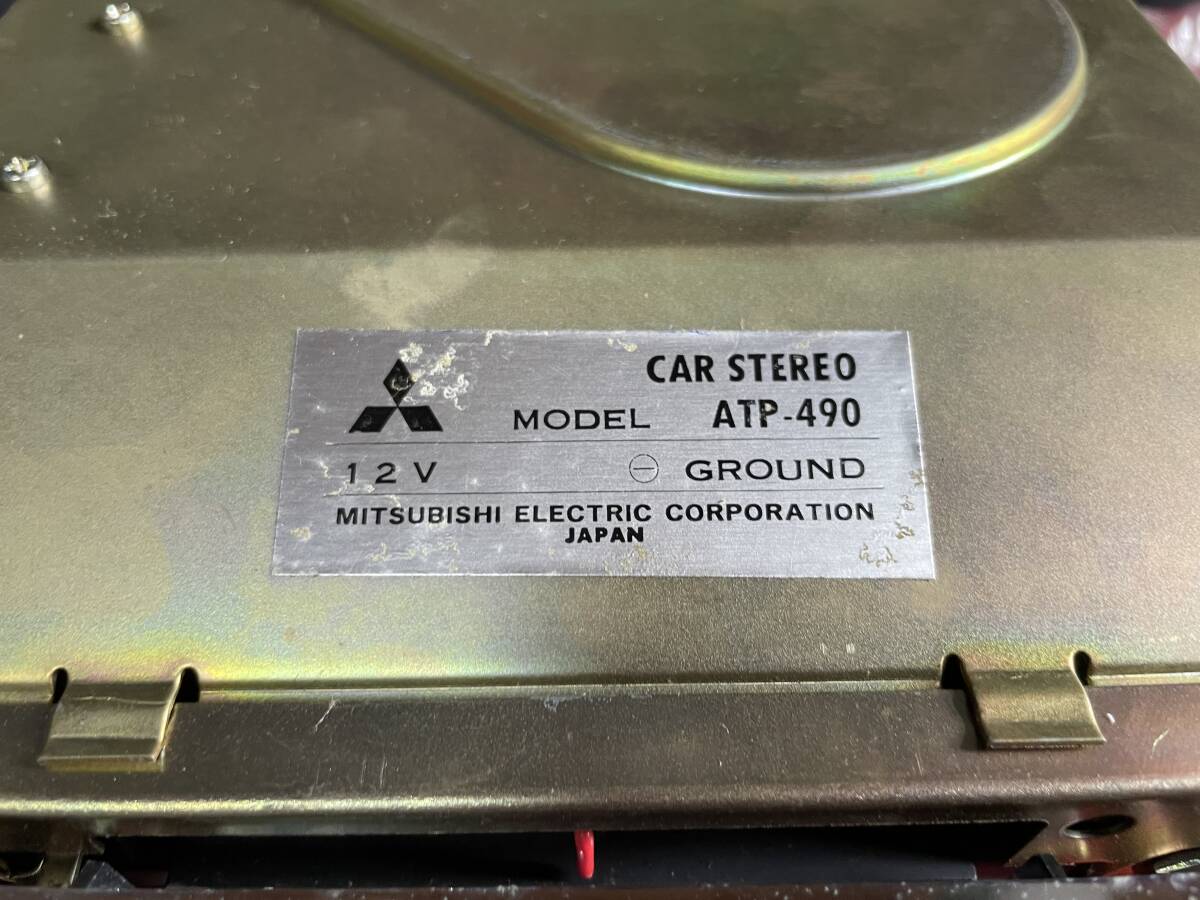 CAR STEREO
MODEL ATP-490
12V ⊖ GROUND
MITSUBISHI ELECTRIC CORPORATION
JAPAN